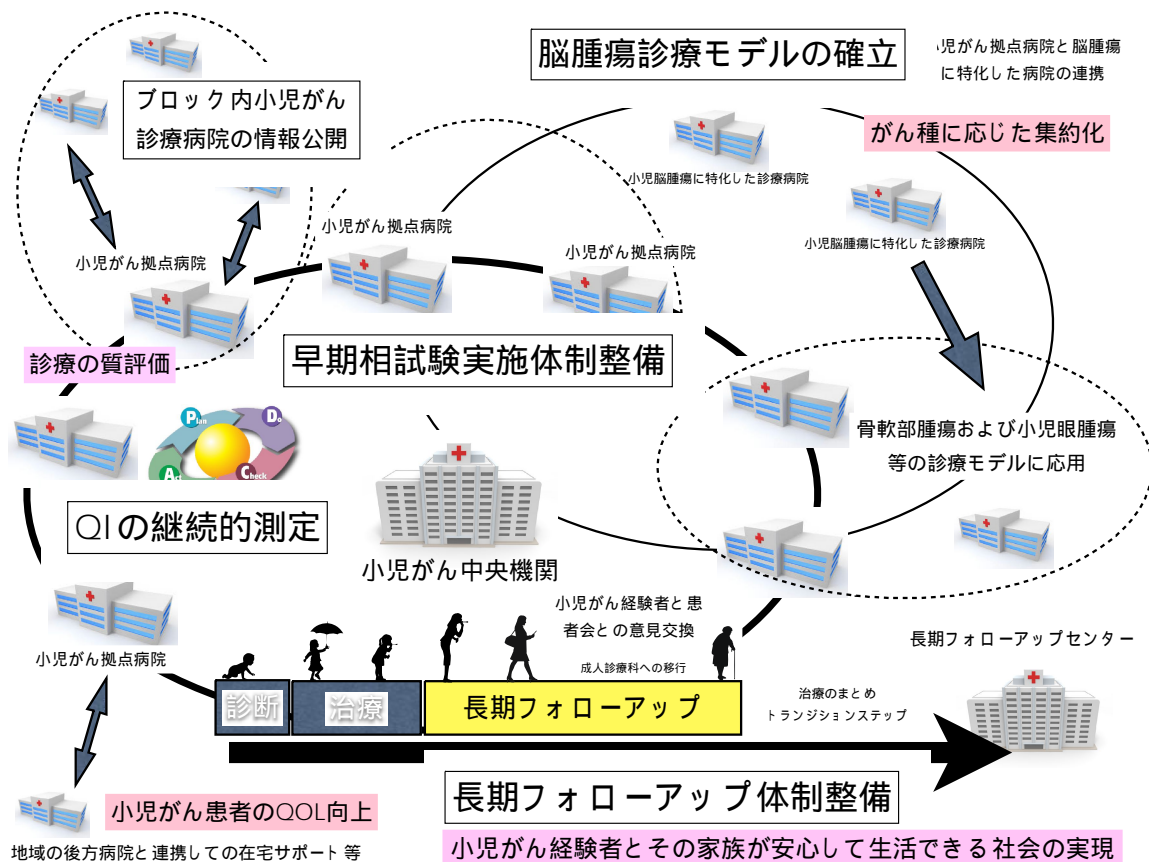 脳腫瘍診療モデルの確立
児がん拠点病院と脳腫瘍
に特化した病院の連携
ブロック内小児がん
診療病院の情報公開
がん種に応じた集約化
小児脳腫瘍に特化した診療病院
小児脳腫瘍に特化した診療病院
小児がん拠点病院
小児がん拠点病院
小児がん拠点病院
診療の質評価
早期相試験実施体制整備
Plan
Do
Check
Ac
骨軟部腫瘍および小児眼腫瘍
等の診療モデルに応用
QIの継続的測定
小児がん中央機関
小児がん経験者と患
者会との意見交換
成人診療科への移行
小児がん拠点病院
長期フォローアップセンター
診断
治療
長期フォローアップ
治療のまとめ
トランジションステップ
長期フォローアップ体制整備
小児がん患者のQOL向上
小児がん経験者とその家族が安心して生活できる社会の実現
地域の後方病院と連携しての在宅サポート等